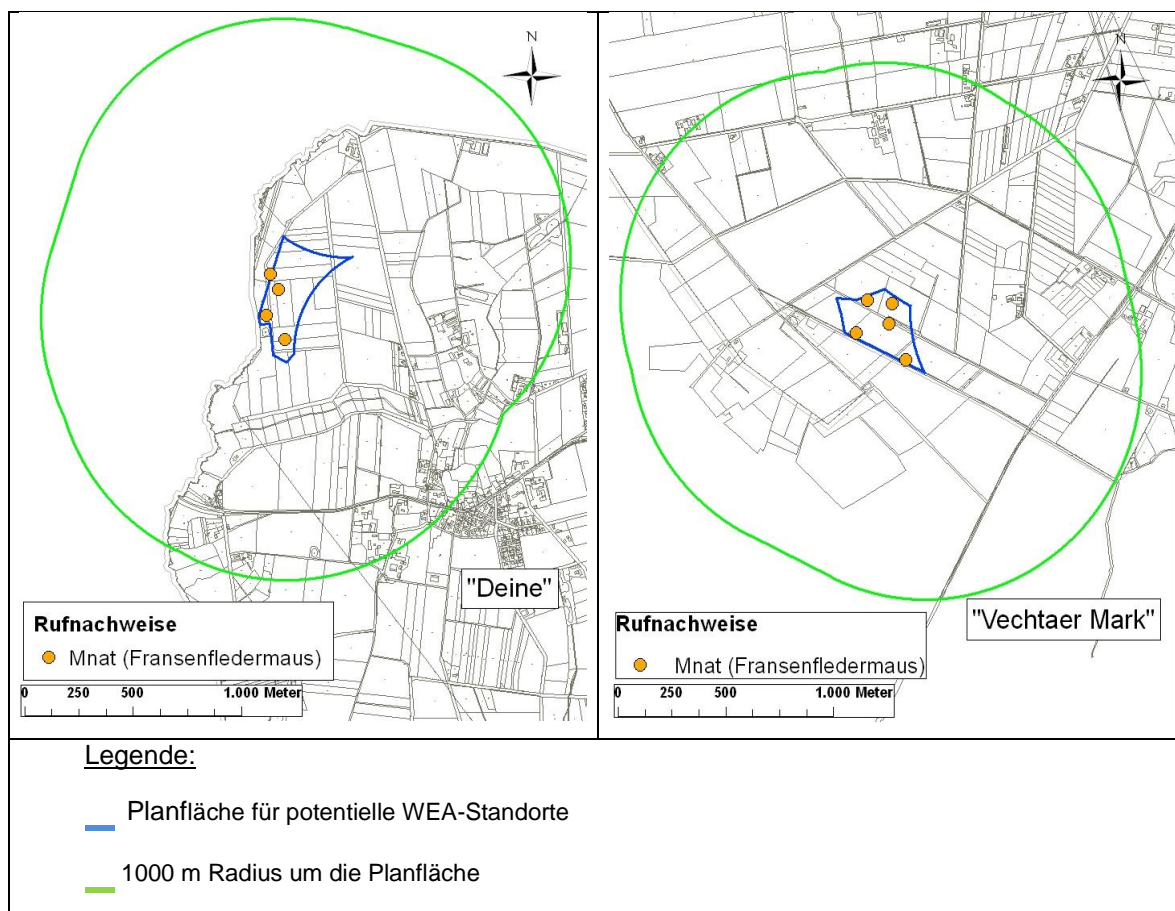 N
"Deine"
Rufnachweise
Mnat (Fransenfledermaus)
0 250 500 1.000 Meter
N
"Vechtaer Mark"
Rufnachweise
Mnat (Fransenfledermaus)
0 250 500 1.000 Meter
Legende:
Planfläche für potentielle WEA-Standorte
1000 m Radius um die Planfläche